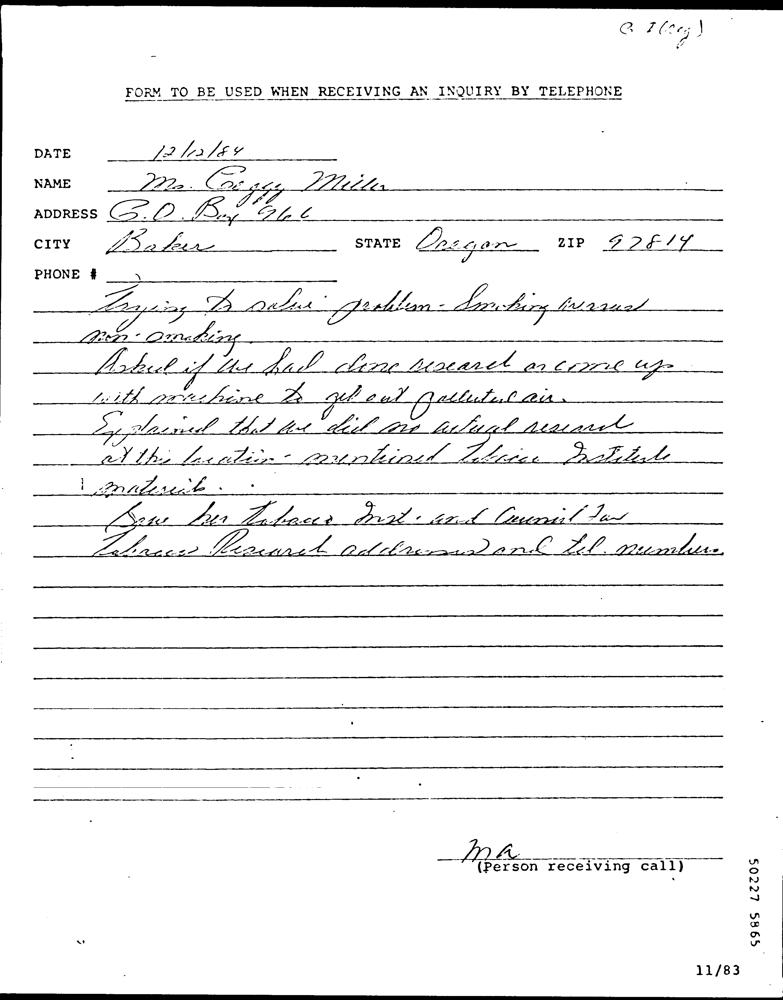 FORM TO BE USED WHEN RECEIVING AN INQUIRY BY TELEPHONE
DATE 12/12/84
NAME Ms. Peggy Miller
ADDRESS P.O. Box 966
CITY Baker STATE Oregon ZIP 97814
PHONE #
Trying to solve problem - Smoking versus
non-smoking.
Asked if we had done research or come up
with machine to get out polluted air.
Explained that we did no actual research
at this location - mentioned Tobacco Institute
materials.
Gave her Tobacco Inst. and Council for
Tobacco Research addresses and tel. numbers.
ma
(Person receiving call)
50227 5865
11/83